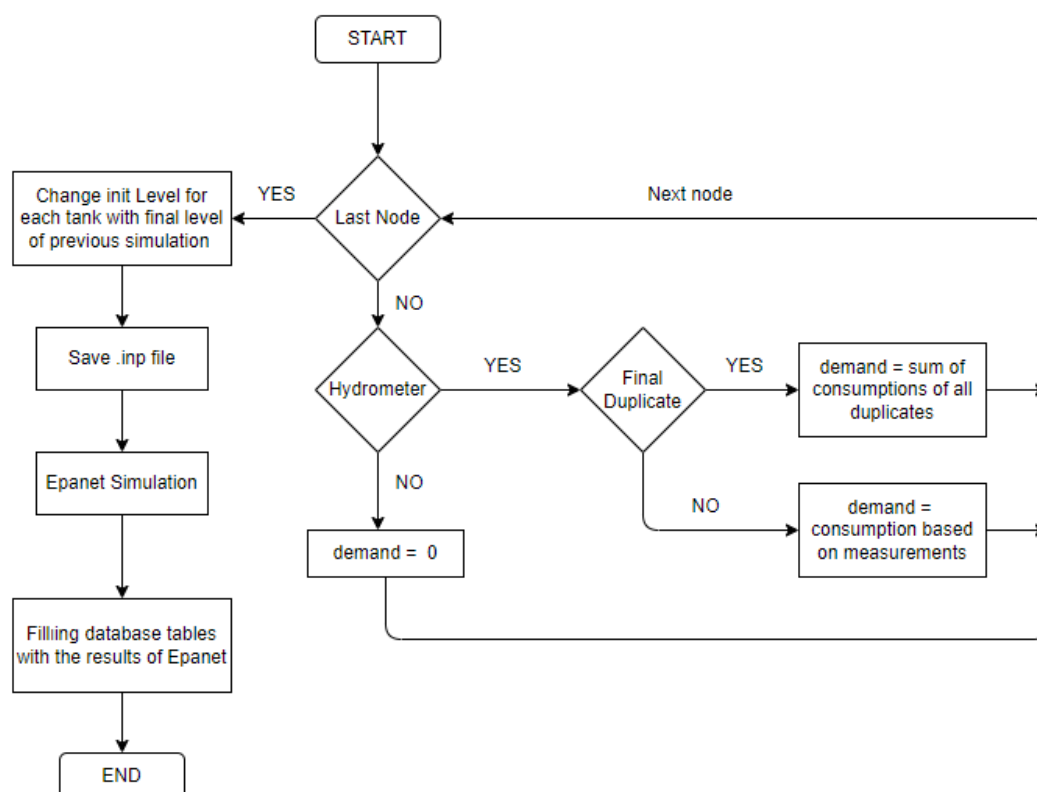 START
Change init Level for
each tank with final level
of previous simulation
YES
Last Node
Next node
NO
Save .inp file
Hydrometer
YES
Final
Duplicate
YES
demand = sum of
consumptions of all
duplicates
Epanet Simulation
NO
NO
demand =
consumption based
on measurements
demand = 0
Filliing database tables
with the results of Epanet
END